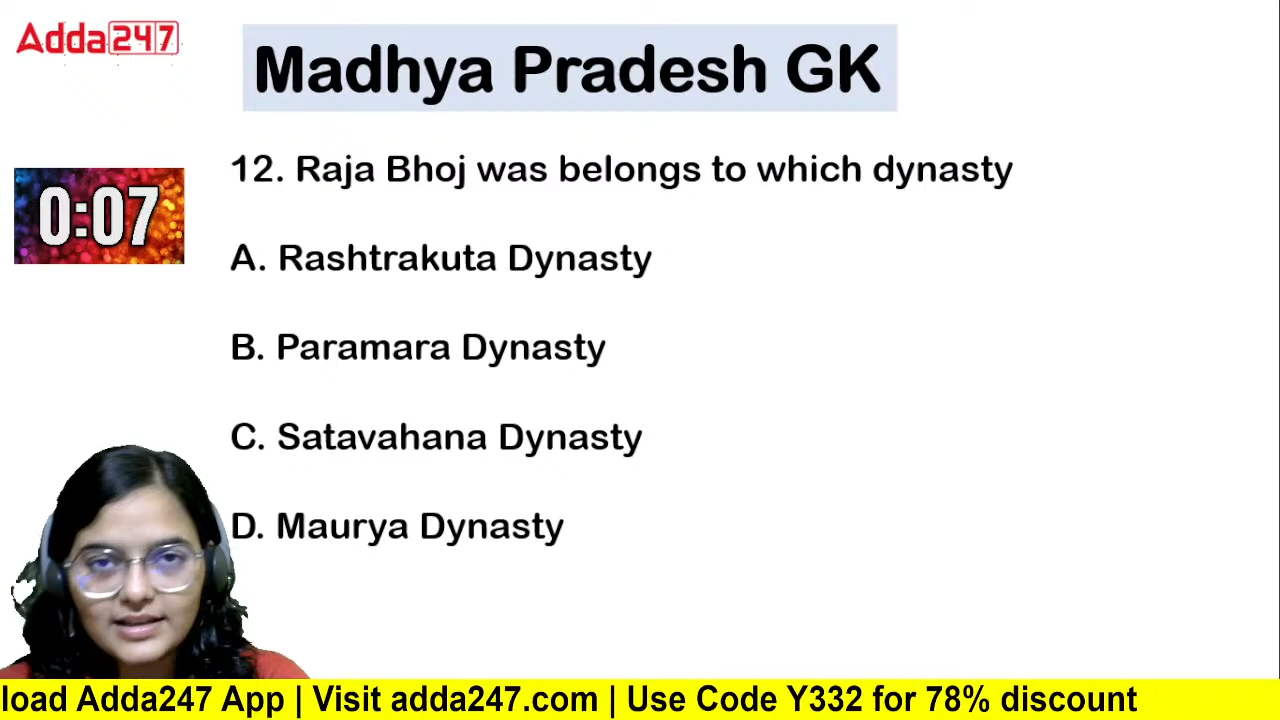 Adda247
Madhya Pradesh GK
0:07
12. Raja Bhoj was belongs to which dynasty
A. Rashtrakuta Dynasty
B. Paramara Dynasty
C. Satavahana Dynasty
D. Maurya Dynasty
load Adda247 App | Visit adda247.com | Use Code Y332 for 78% discount